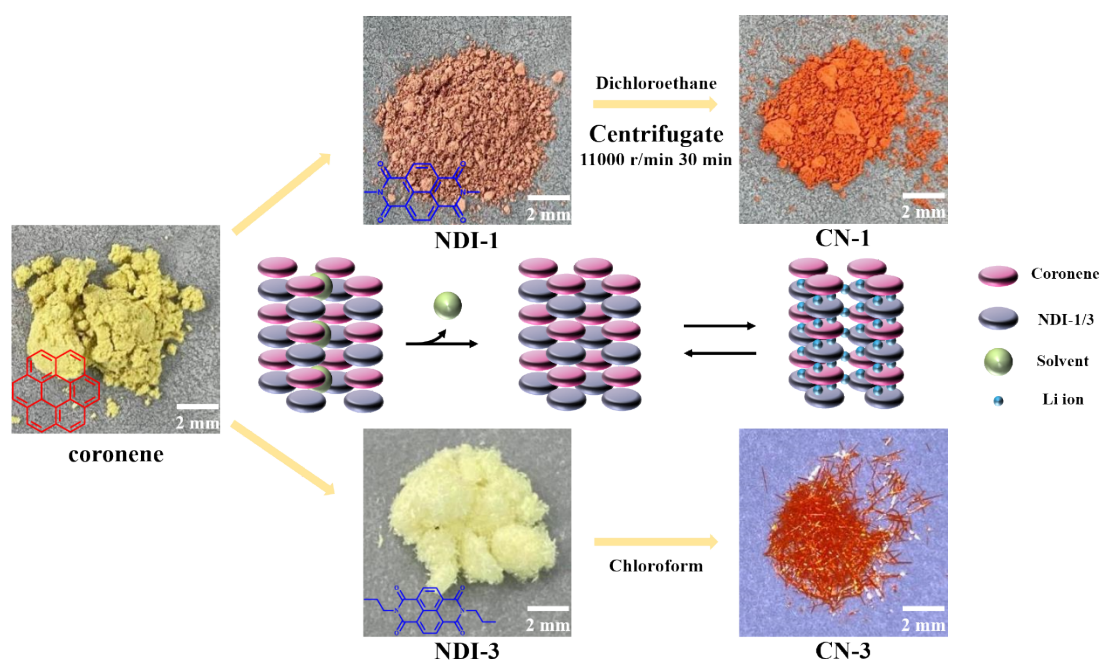 2 mm
NDI-1
Dichloroethane
Centrifugate
11000 r/min 30 min
2 mm
CN-1
2 mm
coronene
Coronene
NDI-1/3
Solvent
Li ion
O
O
N
N
O
O
2 mm
NDI-3
Chloroform
2 mm
CN-3
O
O
N
N
O
O